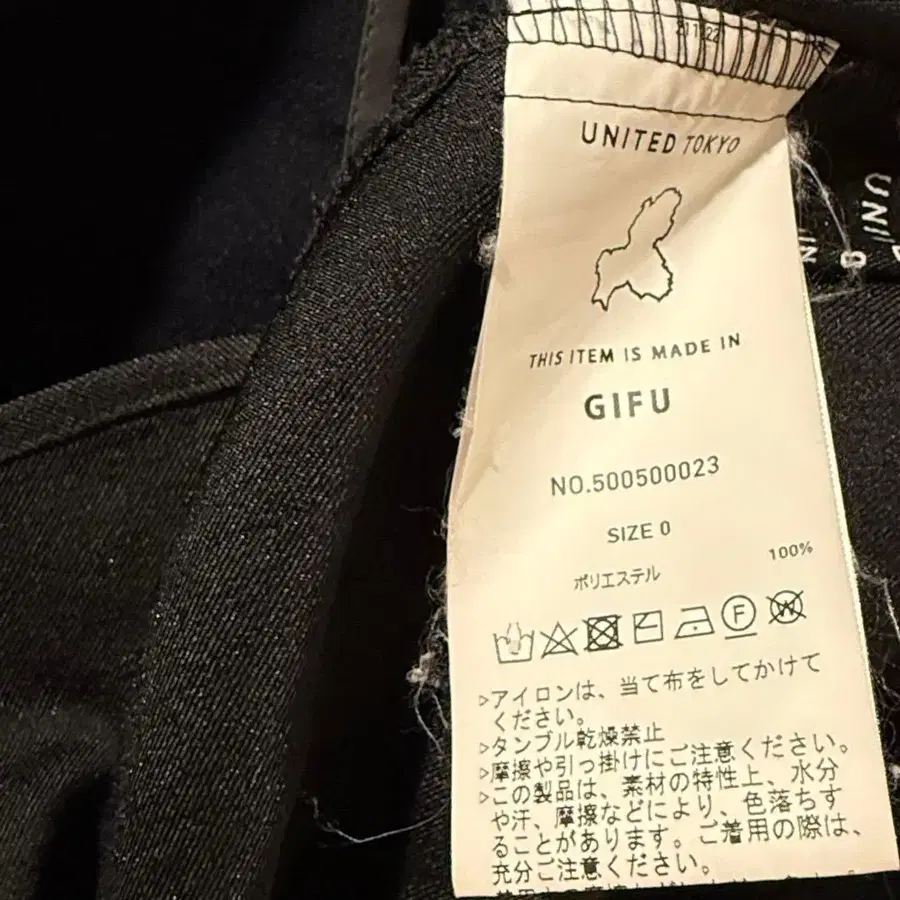 UNITED TOKYO
THIS ITEM IS MADE IN
GIFU
NO.500500023
SIZE 0
100%
ポリエステル
F
W
▷アイロンは、当て布をしてかけて
ください。
▷タンブル乾燥禁止
▷摩擦や引っ掛けにご注意ください。
▷この製品は、素材の特性上、水分
や汗、摩擦などにより、色落ちす
ることがあります。ご着用の際は、
充分ご注意ください。
UNI